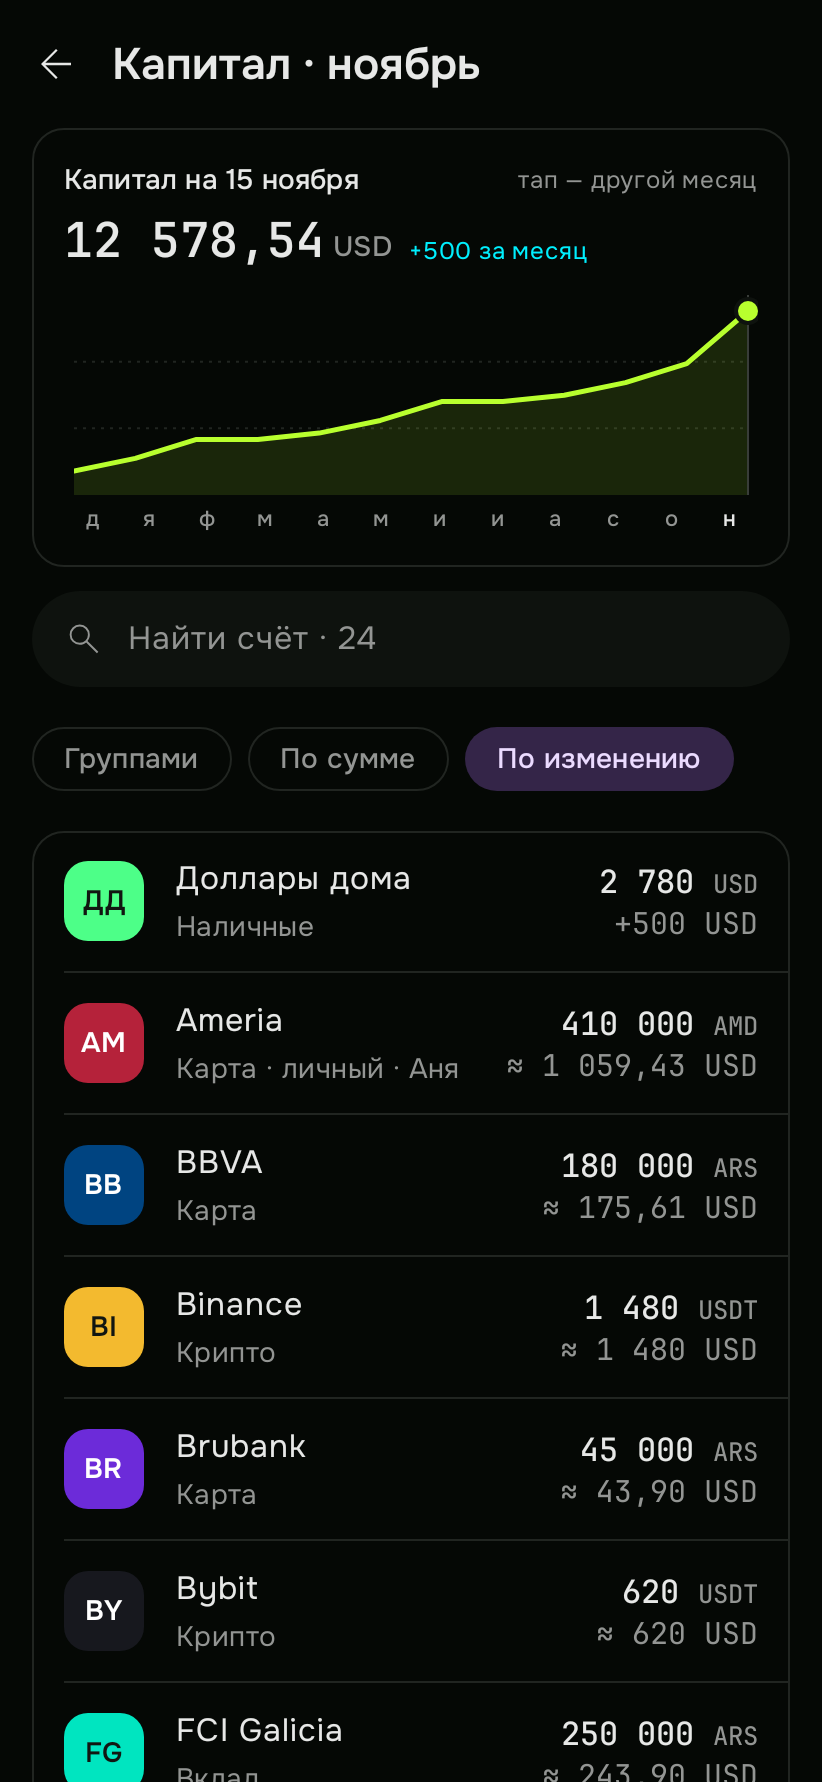 Капитал · ноябрь
Капитал на 15 ноября
тап — другой месяц
12 578,54 USD +500 за месяц
д я ф м а м и и а с о н
Найти счёт · 24
Группами
По сумме
По изменению
ДД
Доллары дома
2 780 USD
Наличные
+500 USD
AM
Ameria
410 000 AMD
Карта · личный · Аня
≈ 1 059,43 USD
BB
BBVA
180 000 ARS
Карта
≈ 175,61 USD
BI
Binance
1 480 USDT
Крипто
≈ 1 480 USD
BR
Brubank
45 000 ARS
Карта
≈ 43,90 USD
BY
Bybit
620 USDT
Крипто
≈ 620 USD
FG
FCI Galicia
250 000 ARS
Вклад
≈ 243,90 USD